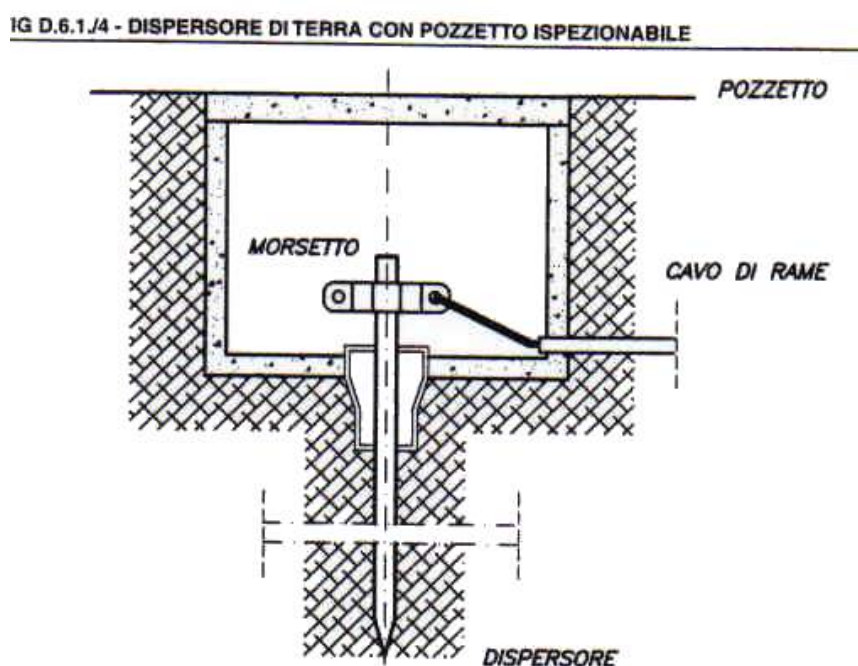 IG D.6.1./4 - DISPERSORE DI TERRA CON POZZETTO ISPEZIONABILE
POZZETTO
MORSETTO
CAVO DI RAME
DISPERSORE